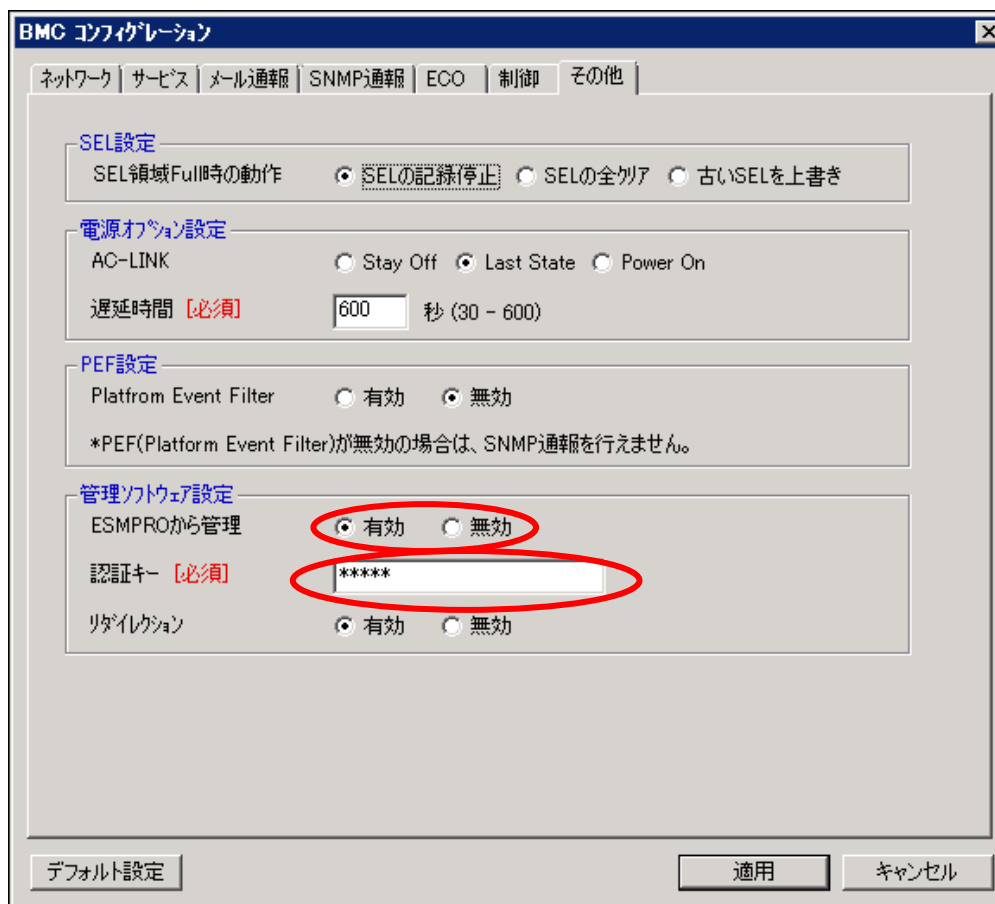 BMC コンフィグレーション
ネットワーク サービス メール通報 SNMP通報 ECO 制御 その他
SEL設定
SEL領域Full時の動作 SELの記録停止 SELの全クリア 古いSELを上書き
電源オプション設定
AC-LINK Stay Off Last State Power On
遅延時間 [必須] 600 秒 (30 - 600)
PEF設定
Platfrom Event Filter 有効 無効
*PEF(Platform Event Filter)が無効の場合は、SNMP通報を行えません。
管理ソフトウェア設定
ESMPROから管理 有効 無効
認証キー [必須] *****
リダイレクション 有効 無効
デフォルト設定 適用 キャンセル